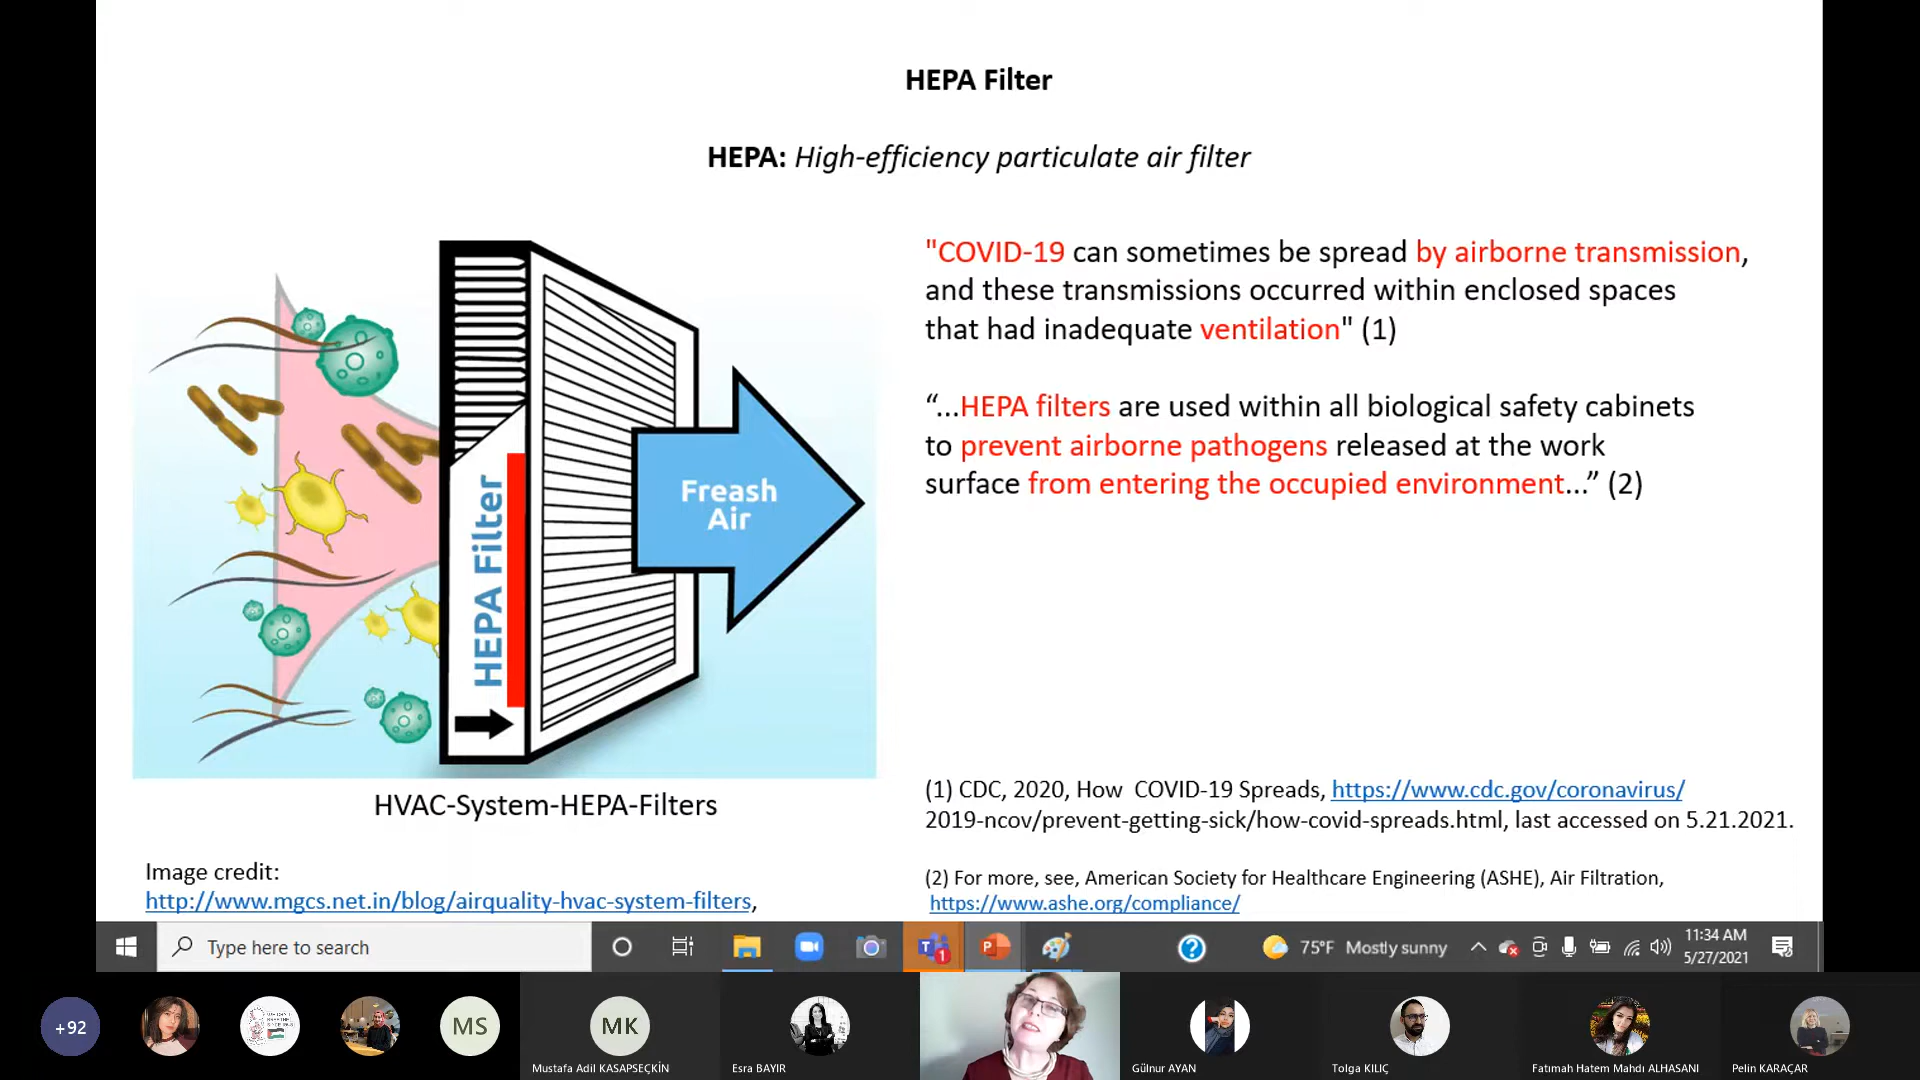 HEPA Filter
HEPA: High-efficiency particulate air filter
"COVID-19 can sometimes be spread by airborne transmission,
and these transmissions occurred within enclosed spaces
that had inadequate ventilation" (1)
“...HEPA filters are used within all biological safety cabinets
to prevent airborne pathogens released at the work
surface from entering the occupied environment...” (2)
HEPA Filter
Freash
Air
HVAC-System-HEPA-Filters
Image credit:
http://www.mgcs.net.in/blog/airquality-hvac-system-filters,
(1) CDC, 2020, How COVID-19 Spreads, https://www.cdc.gov/coronavirus/
2019-ncov/prevent-getting-sick/how-covid-spreads.html, last accessed on 5.21.2021.
(2) For more, see, American Society for Healthcare Engineering (ASHE), Air Filtration,
https://www.ashe.org/compliance/
Type here to search
1
75°F Mostly sunny
11:34 AM
5/27/2021
+92
MS
MK
Mustafa Adil KASAPSEÇKİN
Esra BAYIR
Gülnur AYAN
Tolga KILIÇ
Fatımah Hatem Mahdı ALHASANI
Pelin KARAÇAR